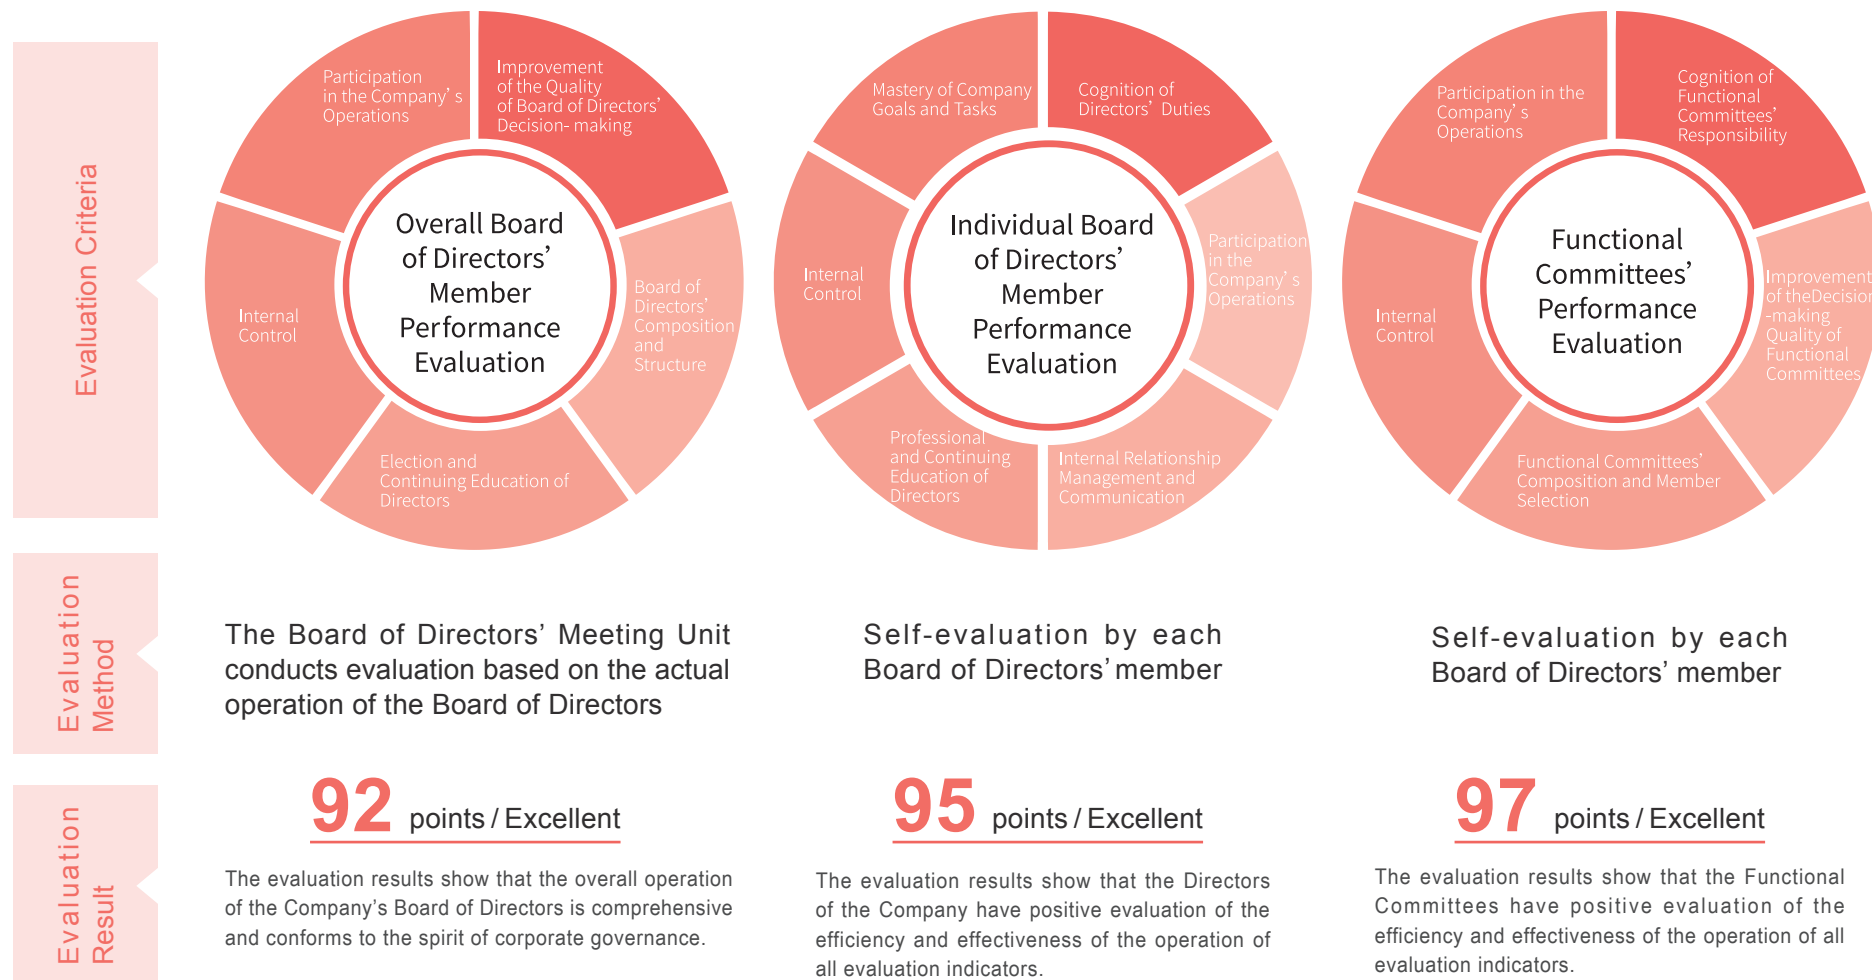 Evaluation Criteria
Participation
in the Company’s
Operations
Improvement
of the Quality
of Board of Directors’
Decision- making
Board of
Directors’
Composition
and
Structure
Election and
Continuing Education of
Directors
Internal
Control
Overall Board
of Directors’
Member
Performance
Evaluation
Mastery of Company
Goals and Tasks
Cognition of
Directors’ Duties
Participation
in the
Company’s
Operations
Internal Relationship
Management and
Communication
Professional
and Continuing
Education of
Directors
Internal
Control
Individual Board
of Directors’
Member
Performance
Evaluation
Participation in the
Company’s
Operations
Cognition of
Functional
Committees’
Responsibility
Improvement
of theDecision
-making
Quality of
Functional
Committees
Functional Committees’
Composition and Member
Selection
Internal
Control
Functional
Committees’
Performance
Evaluation
Evaluation
Method
The Board of Directors’ Meeting Unit
conducts evaluation based on the actual
operation of the Board of Directors
Self-evaluation by each
Board of Directors’ member
Self-evaluation by each
Board of Directors’ member
Evaluation
Result
92 points / Excellent
The evaluation results show that the overall operation
of the Company’s Board of Directors is comprehensive
and conforms to the spirit of corporate governance.
95 points / Excellent
The evaluation results show that the Directors
of the Company have positive evaluation of the
efficiency and effectiveness of the operation of
all evaluation indicators.
97 points / Excellent
The evaluation results show that the Functional
Committees have positive evaluation of the
efficiency and effectiveness of the operation of all
evaluation indicators.